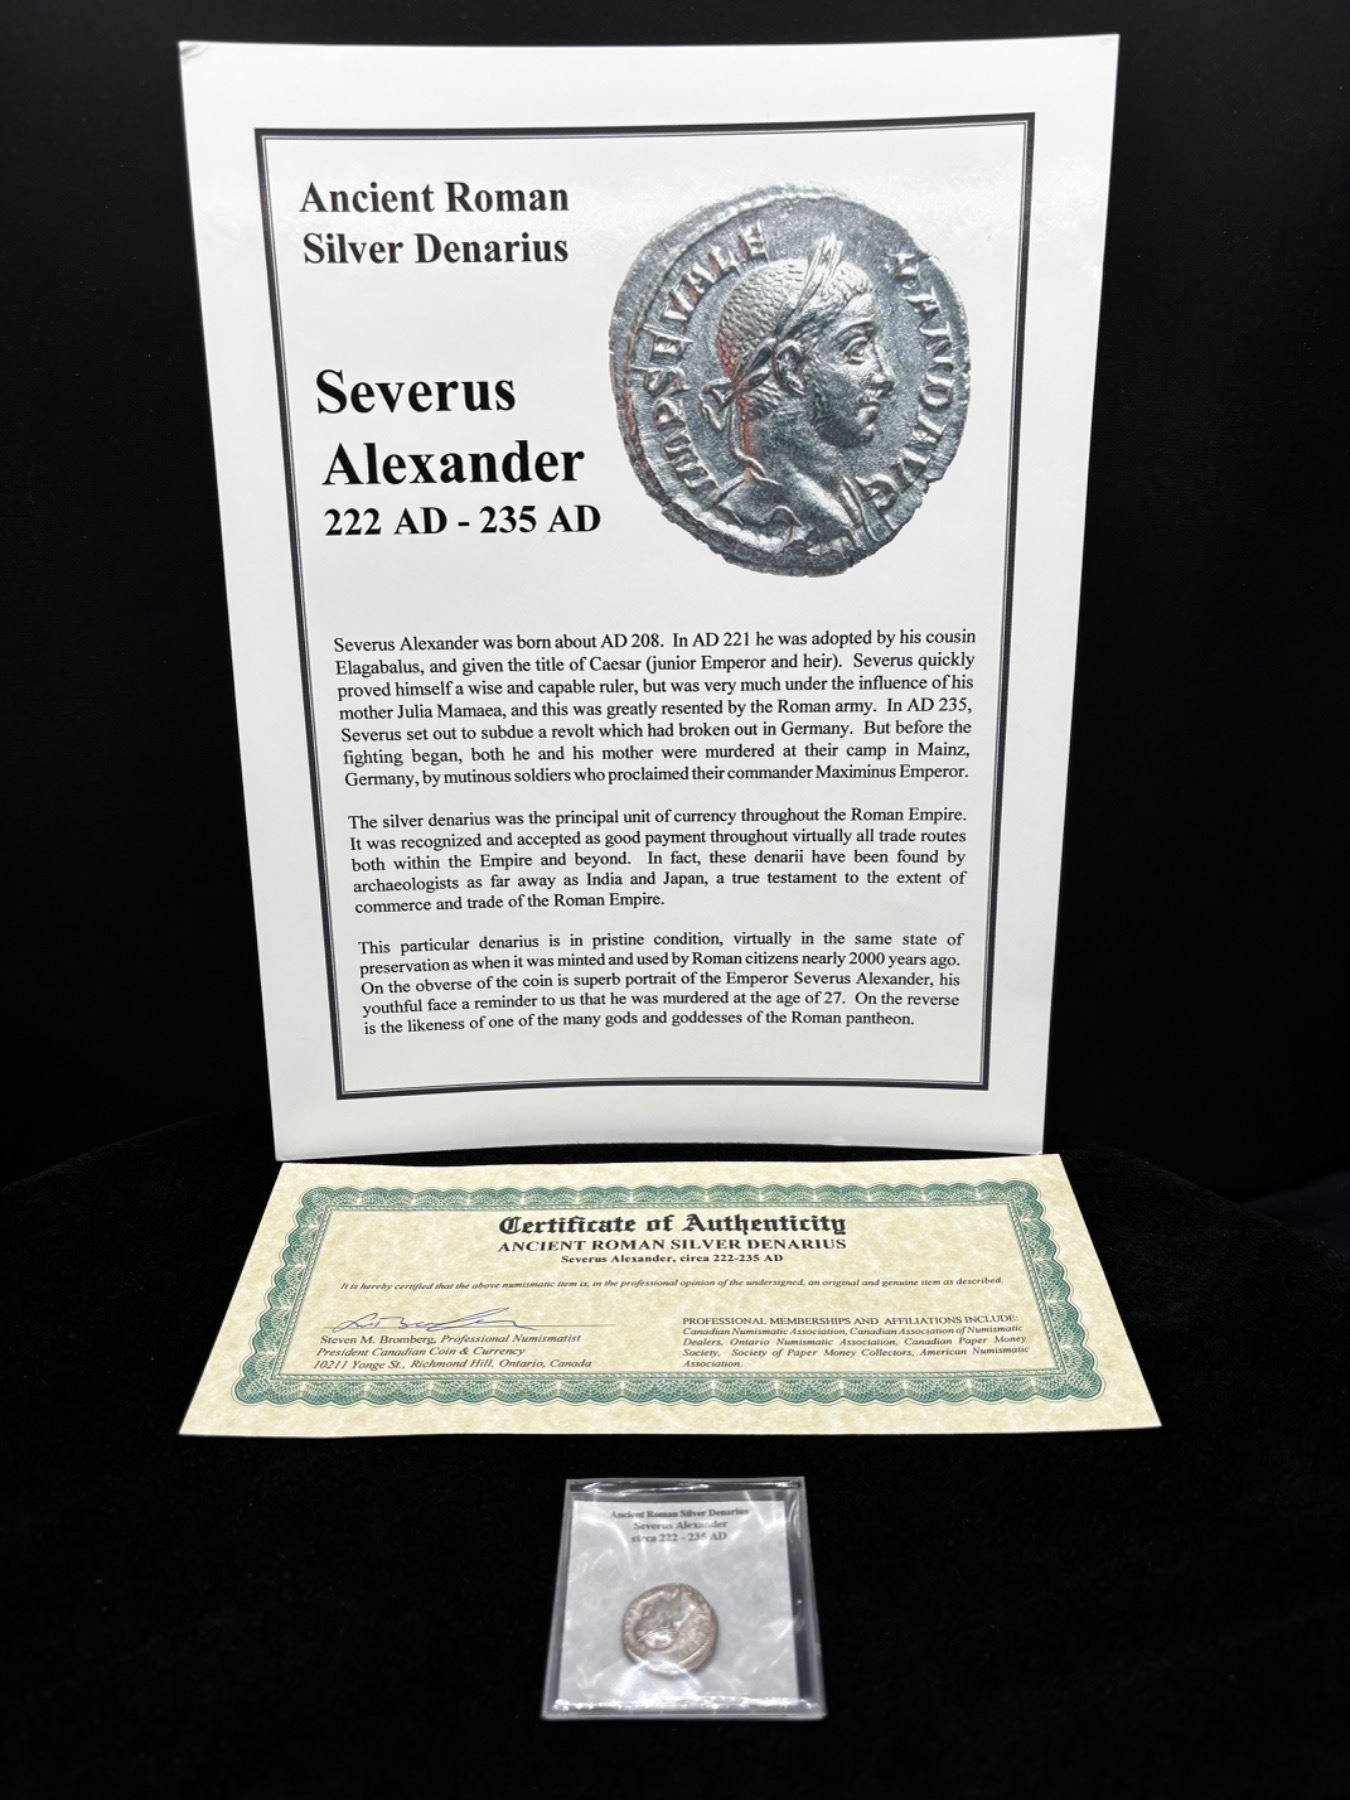 Ancient Roman
Silver Denarius
IMP SEV ALE
XAND AVG
Severus
Alexander
222 AD - 235 AD
Severus Alexander was born about AD 208. In AD 221 he was adopted by his cousin
Elagabalus, and given the title of Caesar (junior Emperor and heir). Severus quickly
proved himself a wise and capable ruler, but was very much under the influence of his
mother Julia Mamaea, and this was greatly resented by the Roman army. In AD 235,
Severus set out to subdue a revolt which had broken out in Germany. But before the
fighting began, both he and his mother were murdered at their camp in Mainz,
Germany, by mutinous soldiers who proclaimed their commander Maximinus Emperor.
The silver denarius was the principal unit of currency throughout the Roman Empire.
It was recognized and accepted as good payment throughout virtually all trade routes
both within the Empire and beyond. In fact, these denarii have been found by
archaeologists as far away as India and Japan, a true testament to the extent of
commerce and trade of the Roman Empire.
This particular denarius is in pristine condition, virtually in the same state of
preservation as when it was minted and used by Roman citizens nearly 2000 years ago.
On the obverse of the coin is superb portrait of the Emperor Severus Alexander, his
youthful face a reminder to us that he was murdered at the age of 27. On the reverse
is the likeness of one of the many gods and goddesses of the Roman pantheon.
Certificate of Authenticity
ANCIENT ROMAN SILVER DENARIUS
Severus Alexander, circa 222-235 AD
It is hereby certified that the above numismatic item is, in the professional opinion of the undersigned, an original and genuine item as described.
Steven M. Bromberg, Professional Numismatist
President Canadian Coin & Currency
10211 Yonge St., Richmond Hill, Ontario, Canada
PROFESSIONAL MEMBERSHIPS AND AFFILIATIONS INCLUDE:
Canadian Numismatic Association, Canadian Association of Numismatic
Dealers, Ontario Numismatic Association, Canadian Paper Money
Society, Society of Paper Money Collectors, American Numismatic
Association.
Ancient Roman Silver Denarius
Severus Alexander
circa 222 - 235 AD